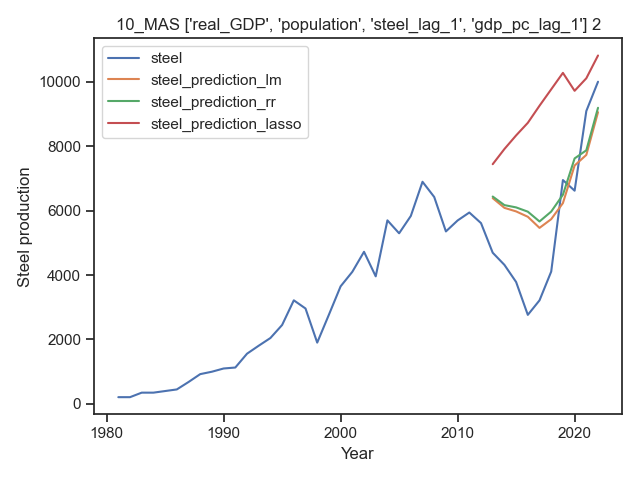 10_MAS ['real_GDP', 'population', 'steel_lag_1', 'gdp_pc_lag_1'] 2
steel
steel_prediction_lm
steel_prediction_rr
steel_prediction_lasso
Steel production
10000
8000
6000
4000
2000
0
1980
1990
2000
2010
2020
Year